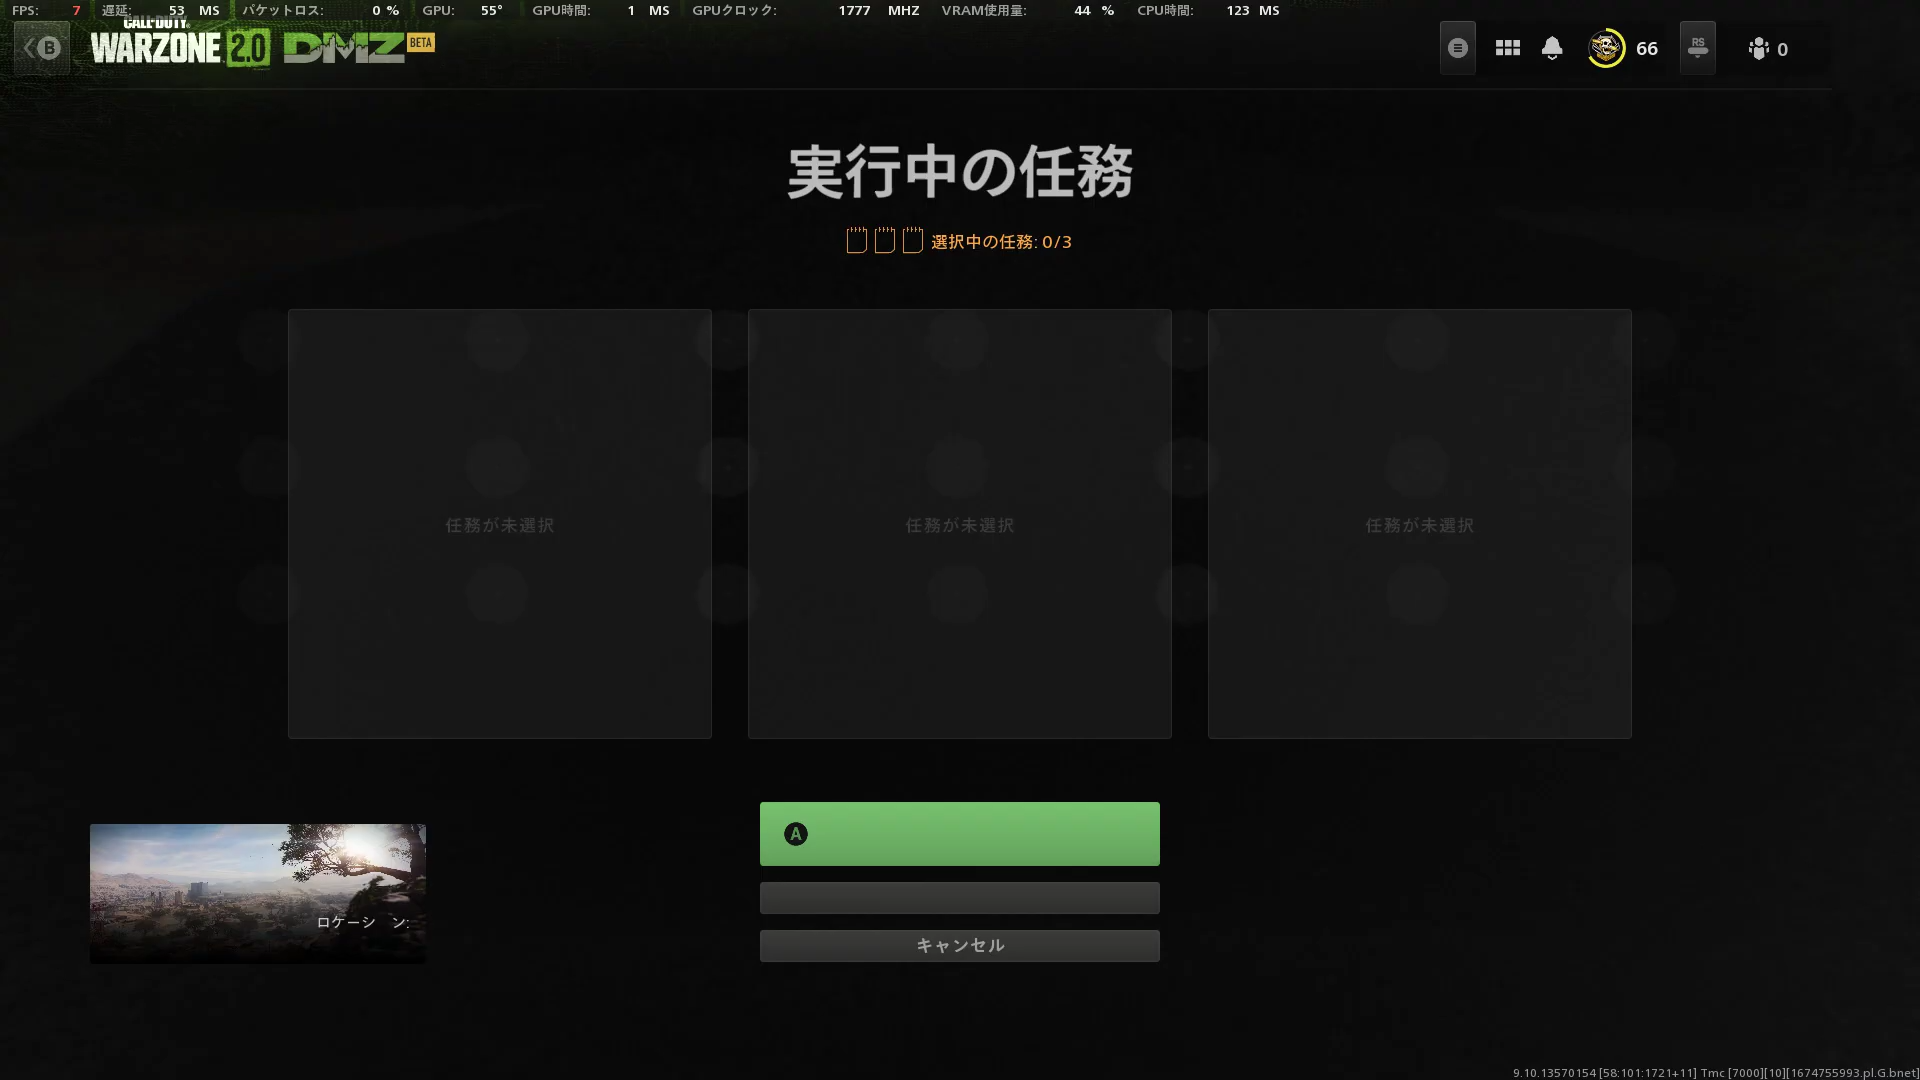 FPS: 7 遅延: 53 MS パケットロス: 0 % GPU: 55° GPU時間: 1 MS GPUクロック: 1777 MHZ VRAM使用量: 44 % CPU時間: 123 MS
B CALL·DUTY WARZONE 2.0 DMZ BETA 66 RS 0
実行中の任務
選択中の任務: 0/3
任務が未選択 任務が未選択 任務が未選択
A
ロケーシ ン:
キャンセル
9.10.13570154 [58:101:1721+11] Tmc [7000][10][1674755993.pl.G.bnet]